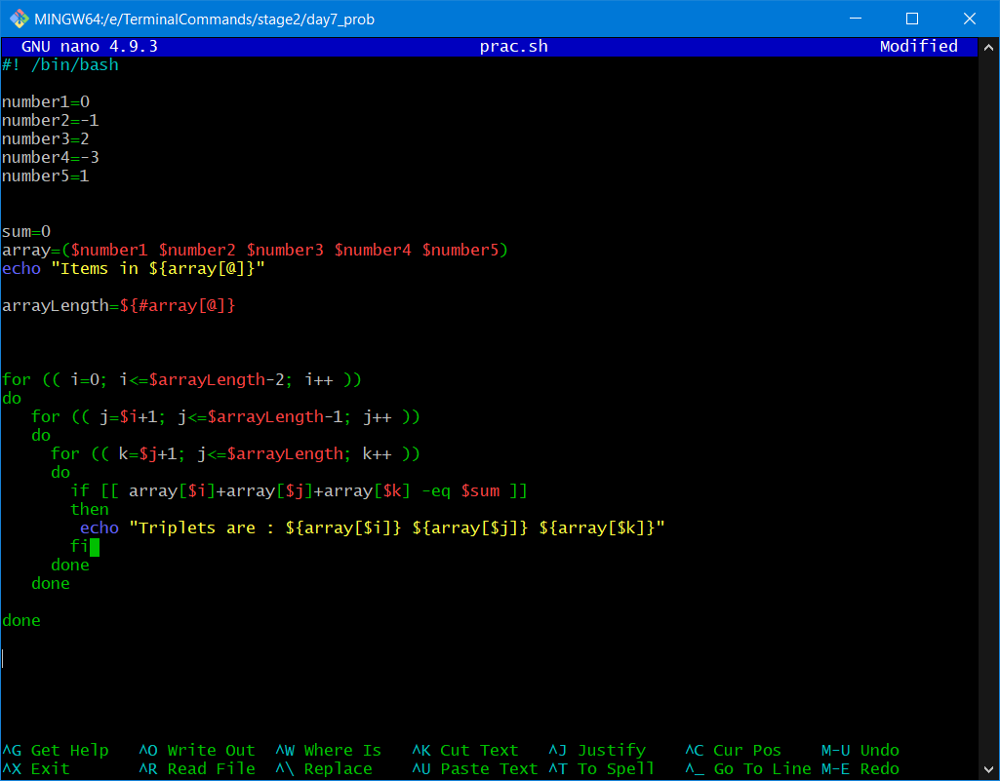 MINGW64:/e/TerminalCommands/stage2/day7_prob
GNU nano 4.9.3 prac.sh Modified
#! /bin/bash
number1=0
number2=-1
number3=2
number4=-3
number5=1
sum=0
array=($number1 $number2 $number3 $number4 $number5)
echo "Items in ${array[@]}"
arrayLength=${#array[@]}
for (( i=0; i<=$arrayLength-2; i++ ))
do
for (( j=$i+1; j<=$arrayLength-1; j++ ))
do
for (( k=$j+1; j<=$arrayLength; k++ ))
do
if [[ array[$i]+array[$j]+array[$k] -eq $sum ]]
then
echo "Triplets are : ${array[$i]} ${array[$j]} ${array[$k]}"
fi
done
done
done
^G Get Help ^O Write Out ^W Where Is ^K Cut Text ^J Justify ^C Cur Pos M-U Undo
^X Exit ^R Read File ^\ Replace ^U Paste Text ^T To Spell ^_ Go To Line M-E Redo